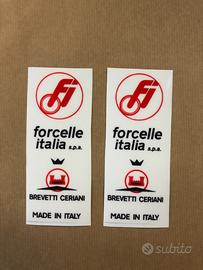 Fi
forcelle
italia s.p.a.
BREVETTI CERIANI
MADE IN ITALY
Fi
forcelle
italia s.p.a.
BREVETTI CERIANI
MADE IN ITALY
subito